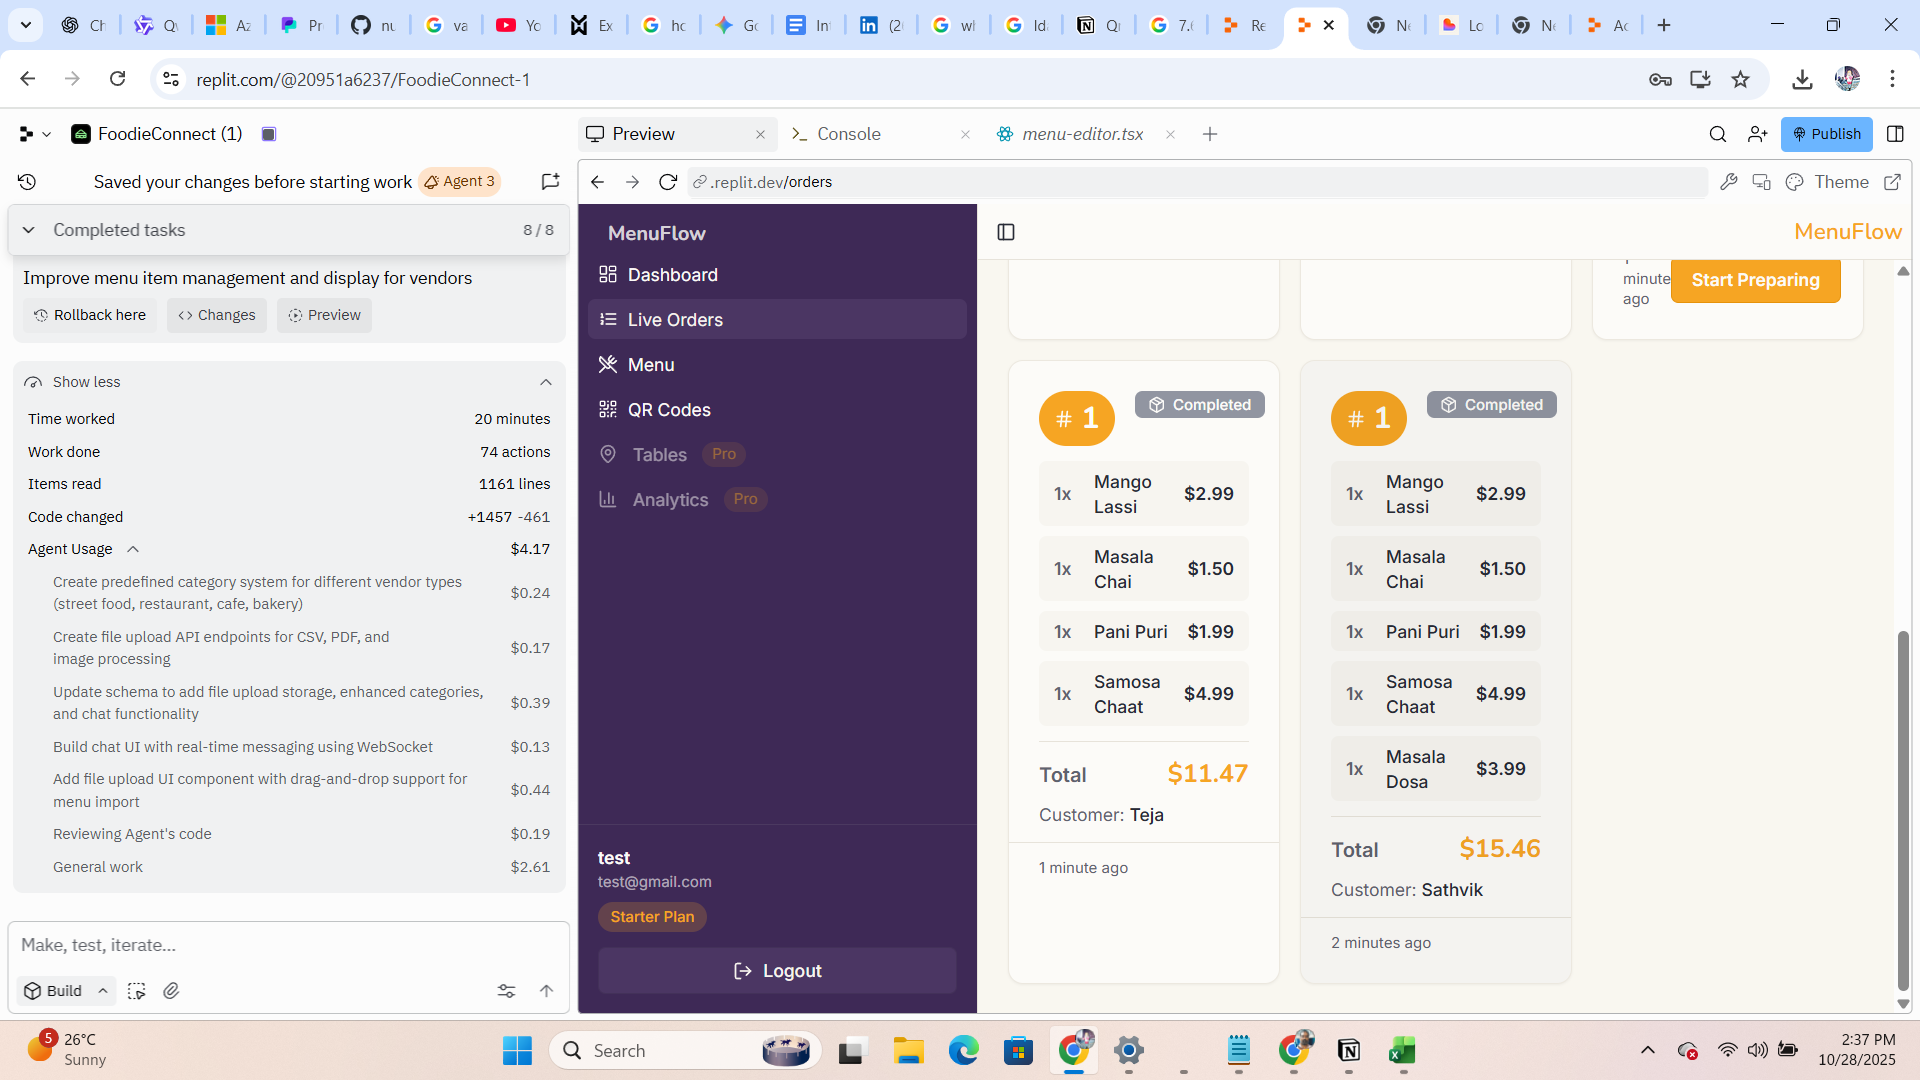 Ch
Qv
Az
Pr
nu
va
Yo
Ex
ho
Go
Int
(20
wh
Ida
Qr
7.6
Re
Ne
Lo
Ne
Ac
replit.com/@20951a6237/FoodieConnect-1
FoodieConnect (1)
Preview
Console
menu-editor.tsx
Publish
Saved your changes before starting work
Agent 3
.replit.dev/orders
Theme
Completed tasks
8 / 8
Improve menu item management and display for vendors
Rollback here
Changes
Preview
Show less
Time worked 20 minutes
Work done 74 actions
Items read 1161 lines
Code changed +1457 -461
Agent Usage $4.17
Create predefined category system for different vendor types
(street food, restaurant, cafe, bakery)
$0.24
Create file upload API endpoints for CSV, PDF, and
image processing
$0.17
Update schema to add file upload storage, enhanced categories,
and chat functionality
$0.39
Build chat UI with real-time messaging using WebSocket $0.13
Add file upload UI component with drag-and-drop support for
menu import
$0.44
Reviewing Agent's code $0.19
General work $2.61
Make, test, iterate...
Build
MenuFlow
Dashboard
Live Orders
Menu
QR Codes
Tables Pro
Analytics Pro
test
test@gmail.com
Starter Plan
Logout
MenuFlow
minute
ago
Start Preparing
# 1
Completed
1x Mango
Lassi
$2.99
1x Masala
Chai
$1.50
1x Pani Puri $1.99
1x Samosa
Chaat
$4.99
Total $11.47
Customer: Teja
1 minute ago
# 1
Completed
1x Mango
Lassi
$2.99
1x Masala
Chai
$1.50
1x Pani Puri $1.99
1x Samosa
Chaat
$4.99
1x Masala
Dosa
$3.99
Total $15.46
Customer: Sathvik
2 minutes ago
5
26°C
Sunny
Search
2:37 PM
10/28/2025